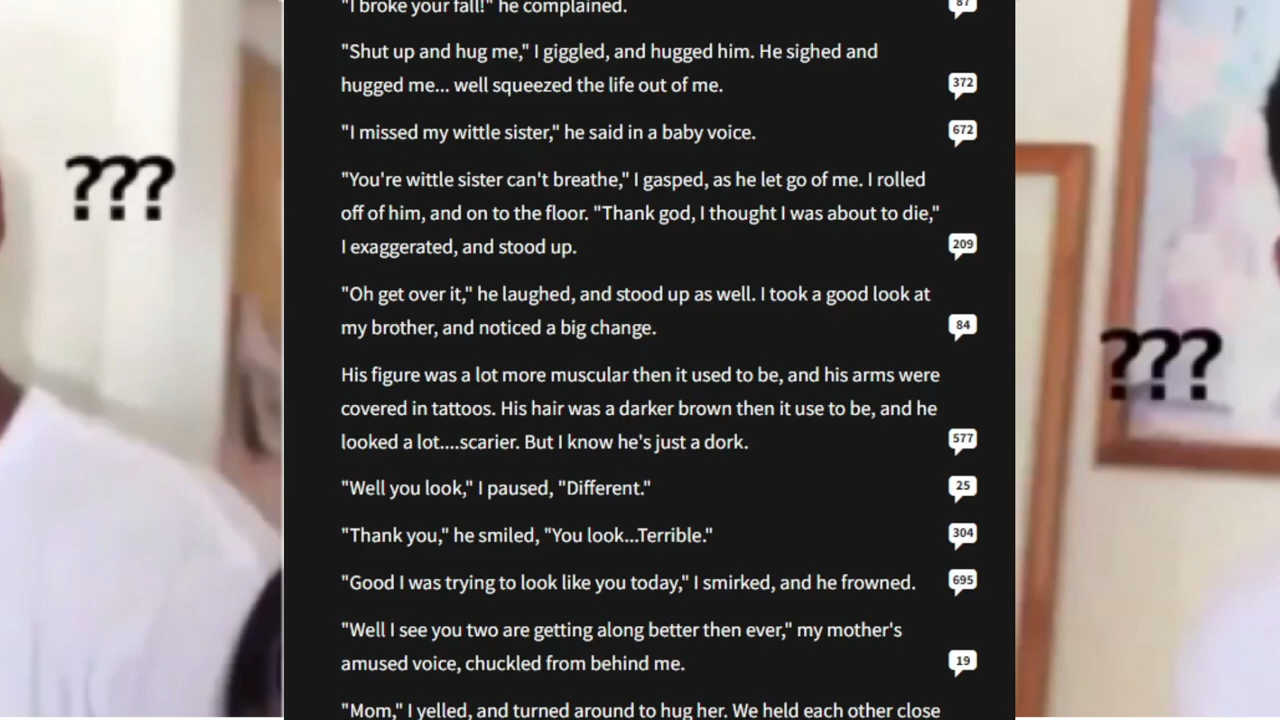 "I broke your fall!" he complained.
87
"Shut up and hug me," I giggled, and hugged him. He sighed and
hugged me... well squeezed the life out of me.
372
"I missed my wittle sister," he said in a baby voice.
672
"You're wittle sister can't breathe," I gasped, as he let go of me. I rolled
off of him, and on to the floor. "Thank god, I thought I was about to die,"
I exaggerated, and stood up.
209
"Oh get over it," he laughed, and stood up as well. I took a good look at
my brother, and noticed a big change.
84
His figure was a lot more muscular then it used to be, and his arms were
covered in tattoos. His hair was a darker brown then it use to be, and he
looked a lot....scarier. But I know he's just a dork.
577
"Well you look," I paused, "Different."
25
"Thank you," he smiled, "You look...Terrible."
304
"Good I was trying to look like you today," I smirked, and he frowned.
695
"Well I see you two are getting along better then ever," my mother's
amused voice, chuckled from behind me.
19
"Mom," I yelled, and turned around to hug her. We held each other close
???
???